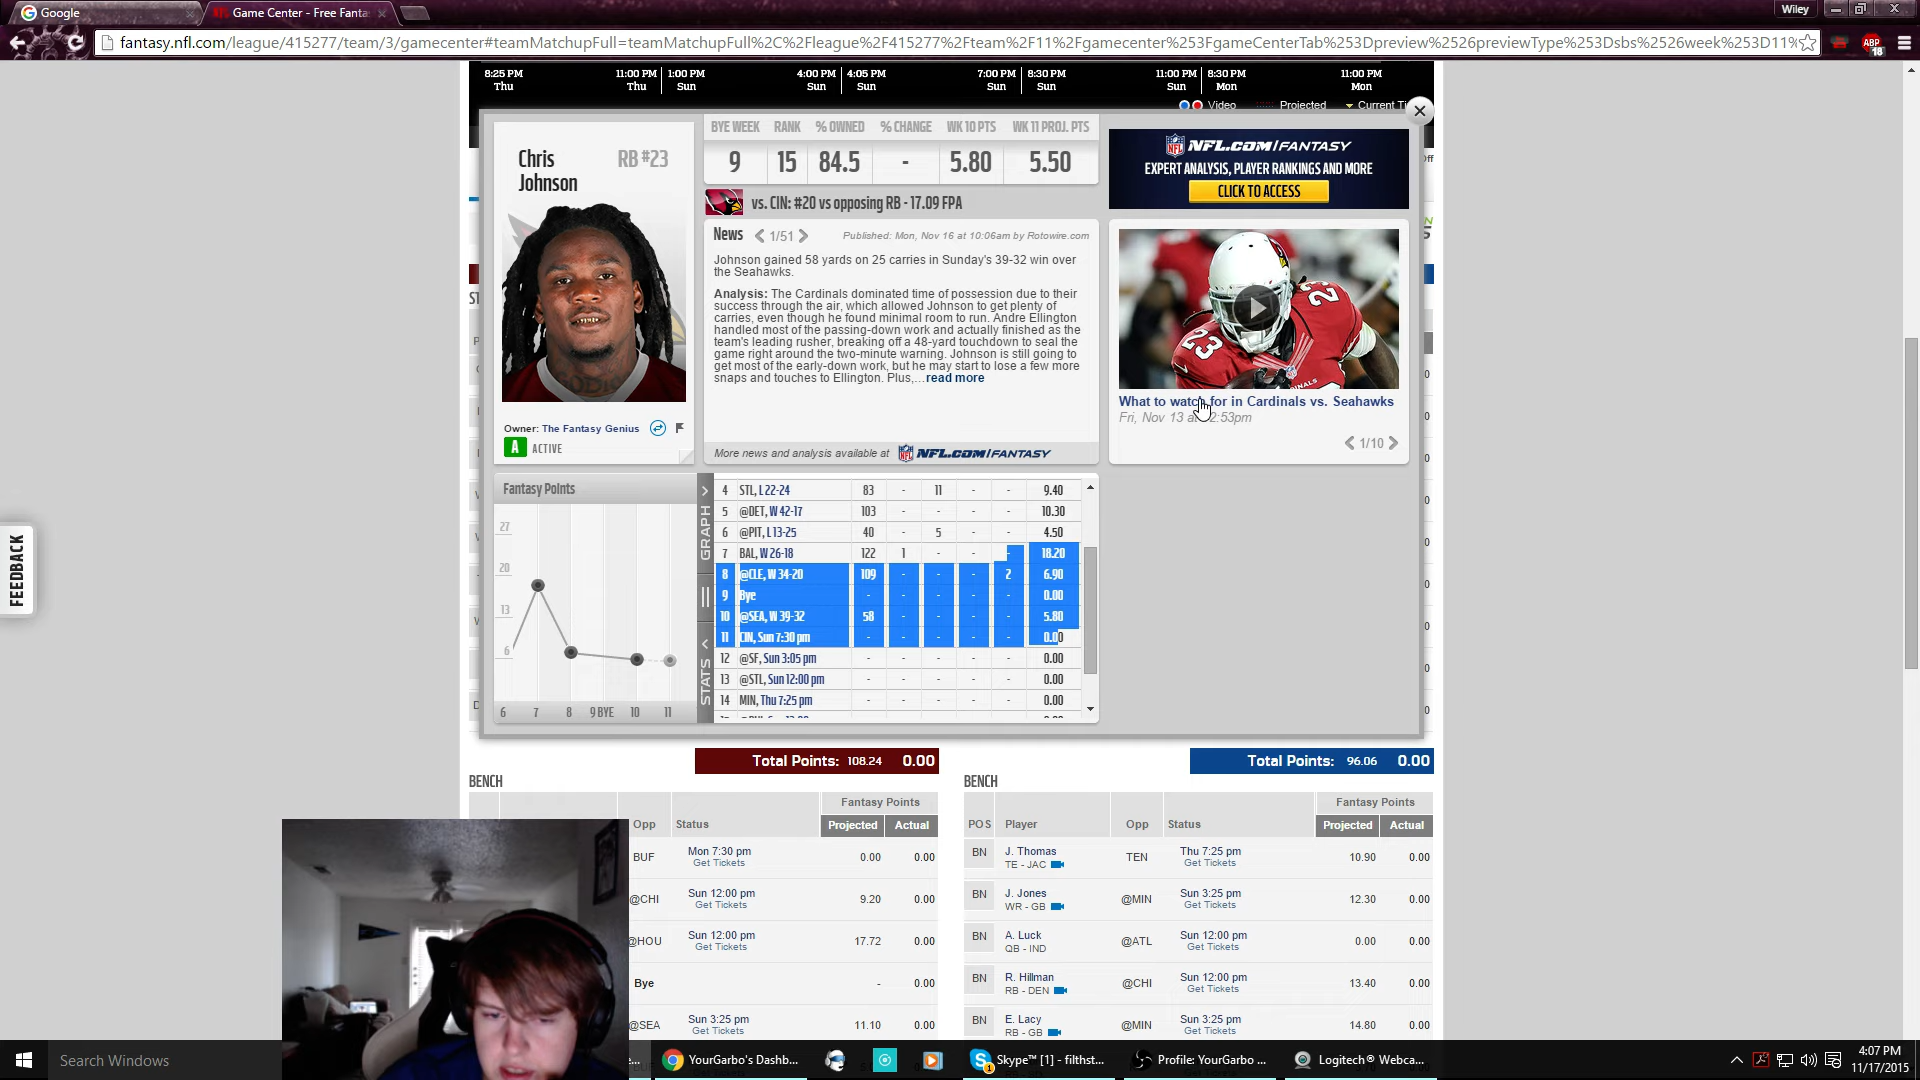 Google
Game Center - Free Fanta
Wiley
fantasy.nfl.com/league/415277/team/3/gamecenter#teamMatchupFull=teamMatchupFull%2C%2Fleague%2F415277%2Fteam%2F11%2Fgamecenter%253FgameCenterTab%253Dpreview%2526previewType%253Dsbs%2526week%253D11%
ABP
18
8:25 PM 11:00 PM 1:00 PM 4:00 PM 4:05 PM 7:00 PM 8:30 PM 11:00 PM 8:30 PM 11:00 PM
Thu Thu Sun Sun Sun Sun Sun Sun Mon Mon
Video Projected Current Ti
Chris
Johnson
RB #23
BYE WEEK RANK % OWNED % CHANGE WK 10 PTS WK 11 PROJ. PTS
9 15 84.5 - 5.80 5.50
vs. CIN: #20 vs opposing RB - 17.09 FPA
NFL.COM/FANTASY
EXPERT ANALYSIS, PLAYER RANKINGS AND MORE
CLICK TO ACCESS
News 1/51 Published: Mon, Nov 16 at 10:06am by Rotowire.com
Johnson gained 58 yards on 25 carries in Sunday's 39-32 win over
the Seahawks.
Analysis: The Cardinals dominated time of possession due to their
success through the air, which allowed Johnson to get plenty of
carries, even though he found minimal room to run. Andre Ellington
handled most of the passing-down work and actually finished as the
team's leading rusher, breaking off a 48-yard touchdown to seal the
game right around the two-minute warning. Johnson is still going to
get most of the early-down work, but he may start to lose a few more
snaps and touches to Ellington. Plus,... read more
More news and analysis available at NFL.COM/FANTASY
23
23
CARDINALS
What to watch for in Cardinals vs. Seahawks
Fri, Nov 13 at 2:53pm
1/10
Owner: The Fantasy Genius
A ACTIVE
Fantasy Points
27
20
13
6
6 7 8 9 BYE 10 11
GRAPH
STATS
4 STL, L 22-24 83 - 11 - - 9.40
5 @DET, W 42-17 103 - - - - 10.30
6 @PIT, L 13-25 40 - 5 - - 4.50
7 BAL, W 26-18 122 1 - - - 18.20
8 @CLE, W 34-20 109 - - - 2 6.90
9 Bye - - - - - 0.00
10 @SEA, W 39-32 58 - - - - 5.80
11 CIN, Sun 7:30 pm - - - - - 0.00
12 @SF, Sun 3:05 pm - - - - - 0.00
13 @STL, Sun 12:00 pm - - - - - 0.00
14 MIN, Thu 7:25 pm - - - - - 0.00
FEEDBACK
Total Points: 108.24 0.00
Total Points: 96.06 0.00
BENCH
Fantasy Points
Opp Status Projected Actual
BUF Mon 7:30 pm 0.00 0.00
Get Tickets
@CHI Sun 12:00 pm 9.20 0.00
Get Tickets
@HOU Sun 12:00 pm 17.72 0.00
Get Tickets
Bye - 0.00
@SEA Sun 3:25 pm 11.10 0.00
Get Tickets
BENCH
Fantasy Points
POS Player Opp Status Projected Actual
BN J. Thomas TEN Thu 7:25 pm 10.90 0.00
TE - JAC Get Tickets
BN J. Jones @MIN Sun 3:25 pm 12.30 0.00
WR - GB Get Tickets
BN A. Luck @ATL Sun 12:00 pm 0.00 0.00
QB - IND Get Tickets
BN R. Hillman @CHI Sun 12:00 pm 13.40 0.00
RB - DEN Get Tickets
BN E. Lacy @MIN Sun 3:25 pm 14.80 0.00
RB - GB Get Tickets
Search Windows
e...
YourGarbo's Dashb...
Skype™ [1] - filthst...
Profile: YourGarbo ...
Logitech® Webca...
4:07 PM
11/17/2015